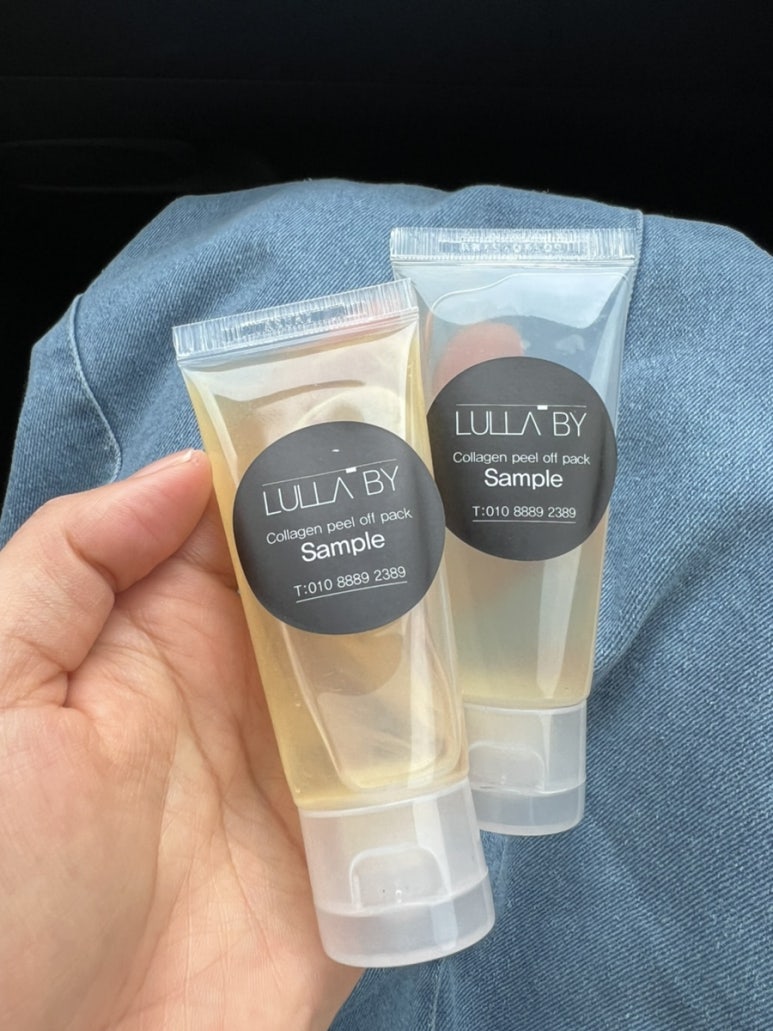 LULLA BY
Collagen peel off pack
Sample
T:010 8889 2389
LULLA BY
Collagen peel off pack
Sample
T:010 8889 2389